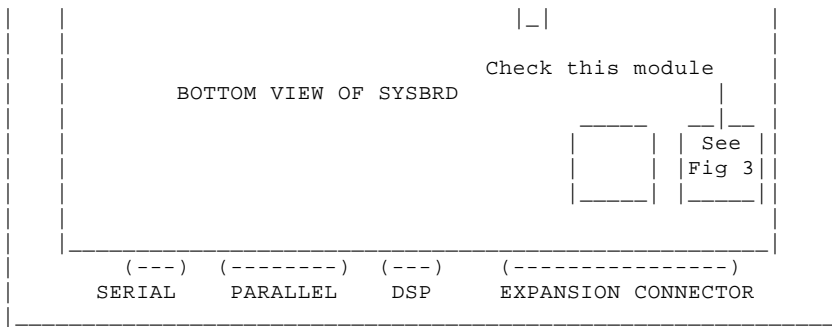 Check this module
BOTTOM VIEW OF SYSBRD
See
Fig 3
SERIAL PARALLEL DSP EXPANSION CONNECTOR